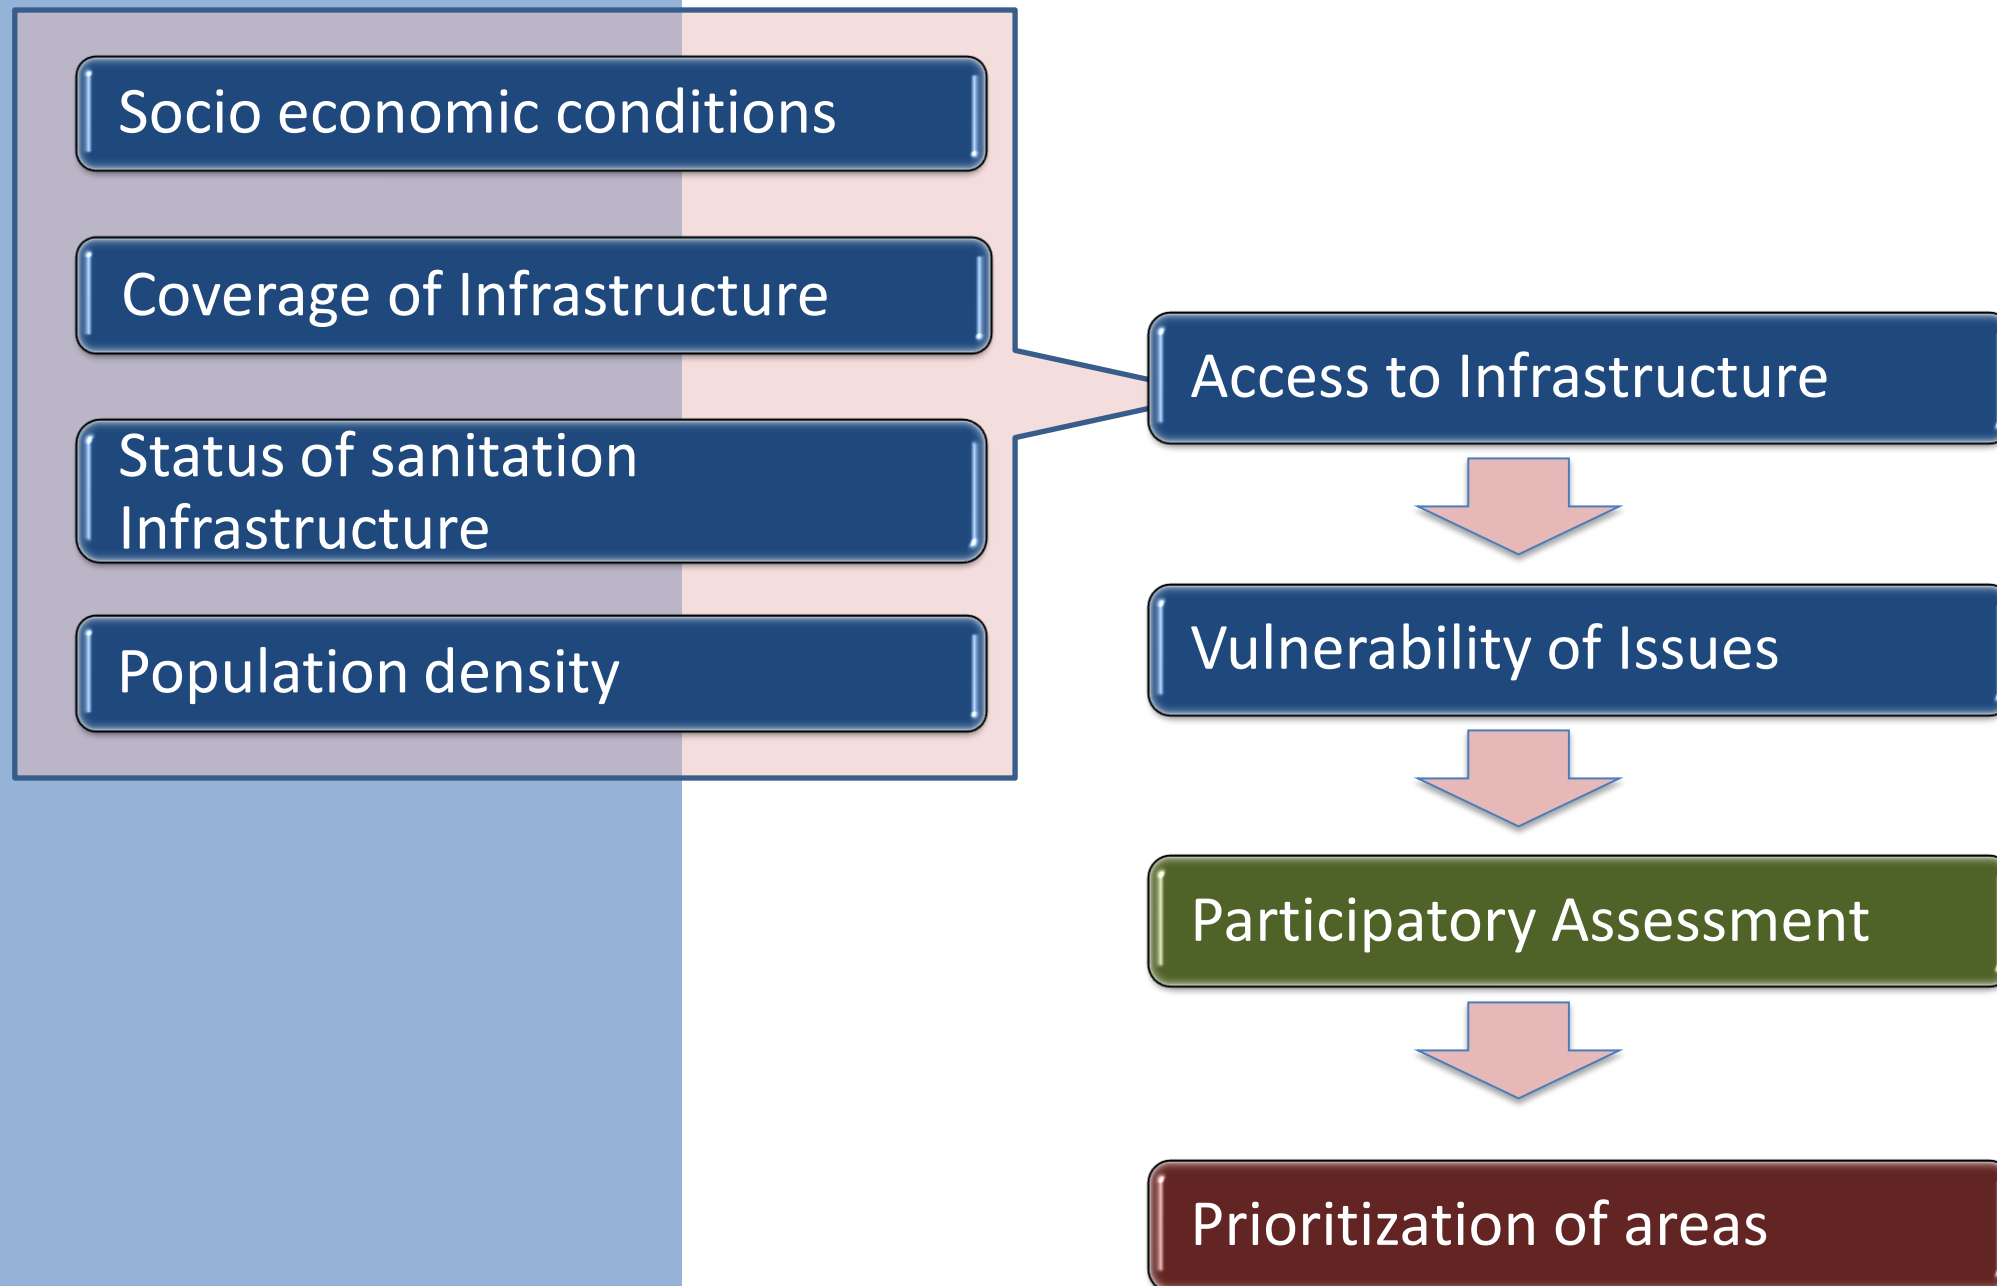 Socio economic conditions
Coverage of Infrastructure
Status of sanitation
Infrastructure
Population density
Access to Infrastructure
Vulnerability of Issues
Participatory Assessment
Prioritization of areas